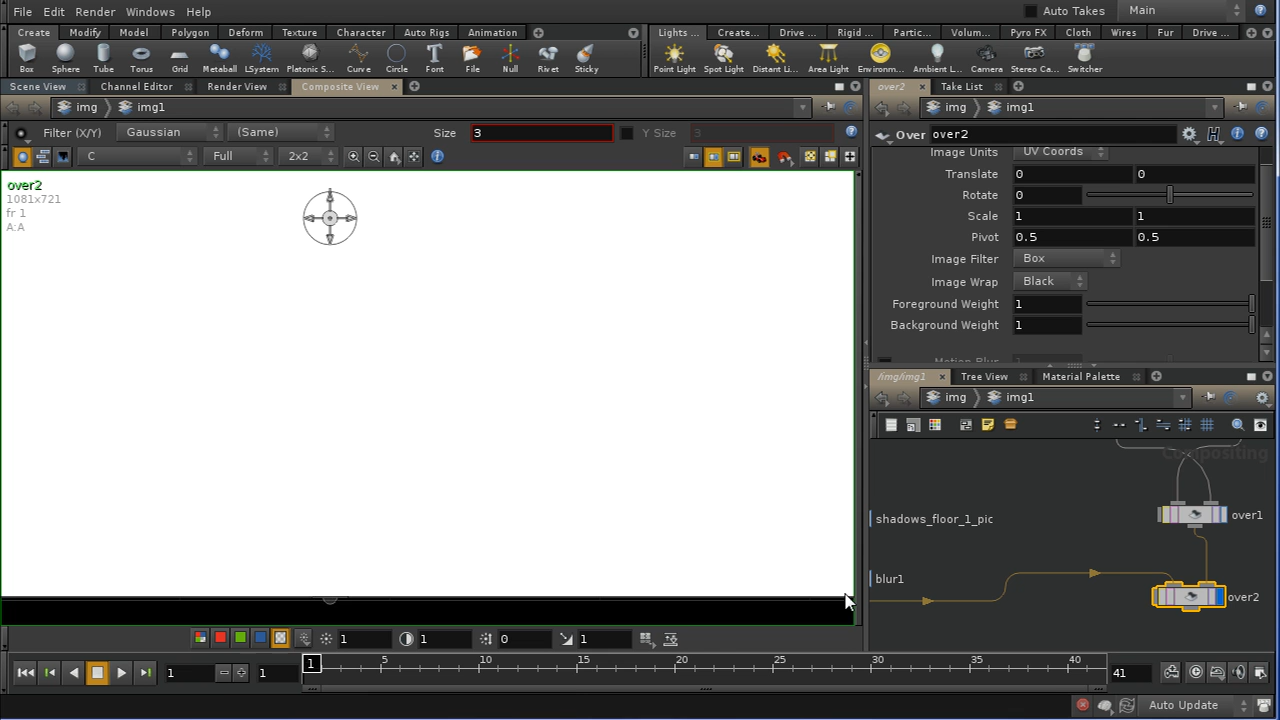 File Edit Render Windows Help Auto Takes Main
Create Modify Model Polygon Deform Texture Character Auto Rigs Animation Lights ... Create... Drive ... Rigid ... Partic... Volum... Pyro FX Cloth Wires Fur Drive ...
Box Sphere Tube Torus Grid Metaball LSystem Platonic S... Curve Circle Font File Null Rivet Sticky Point Light Spot Light Distant Li... Area Light Environm... Ambient L... Camera Stereo Ca... Switcher
Scene View Channel Editor Render View Composite View over2 Take List
img img1 img img1
Filter (X/Y) Gaussian (Same) Size 3 Y Size 3 Over over2
C Full 2x2 Image Units UV Coords
over2
1081x721
fr 1
A:A
Translate 0 0
Rotate 0
Scale 1 1
Pivot 0.5 0.5
Image Filter Box
Image Wrap Black
Foreground Weight 1
Background Weight 1
Motion Blur 1
/img/img1 Tree View Material Palette
img img1
Compositing
shadows_floor_1_pic over1
blur1 over2
1 1 0 1
1 1 1 5 10 15 20 25 30 35 40 41
Auto Update